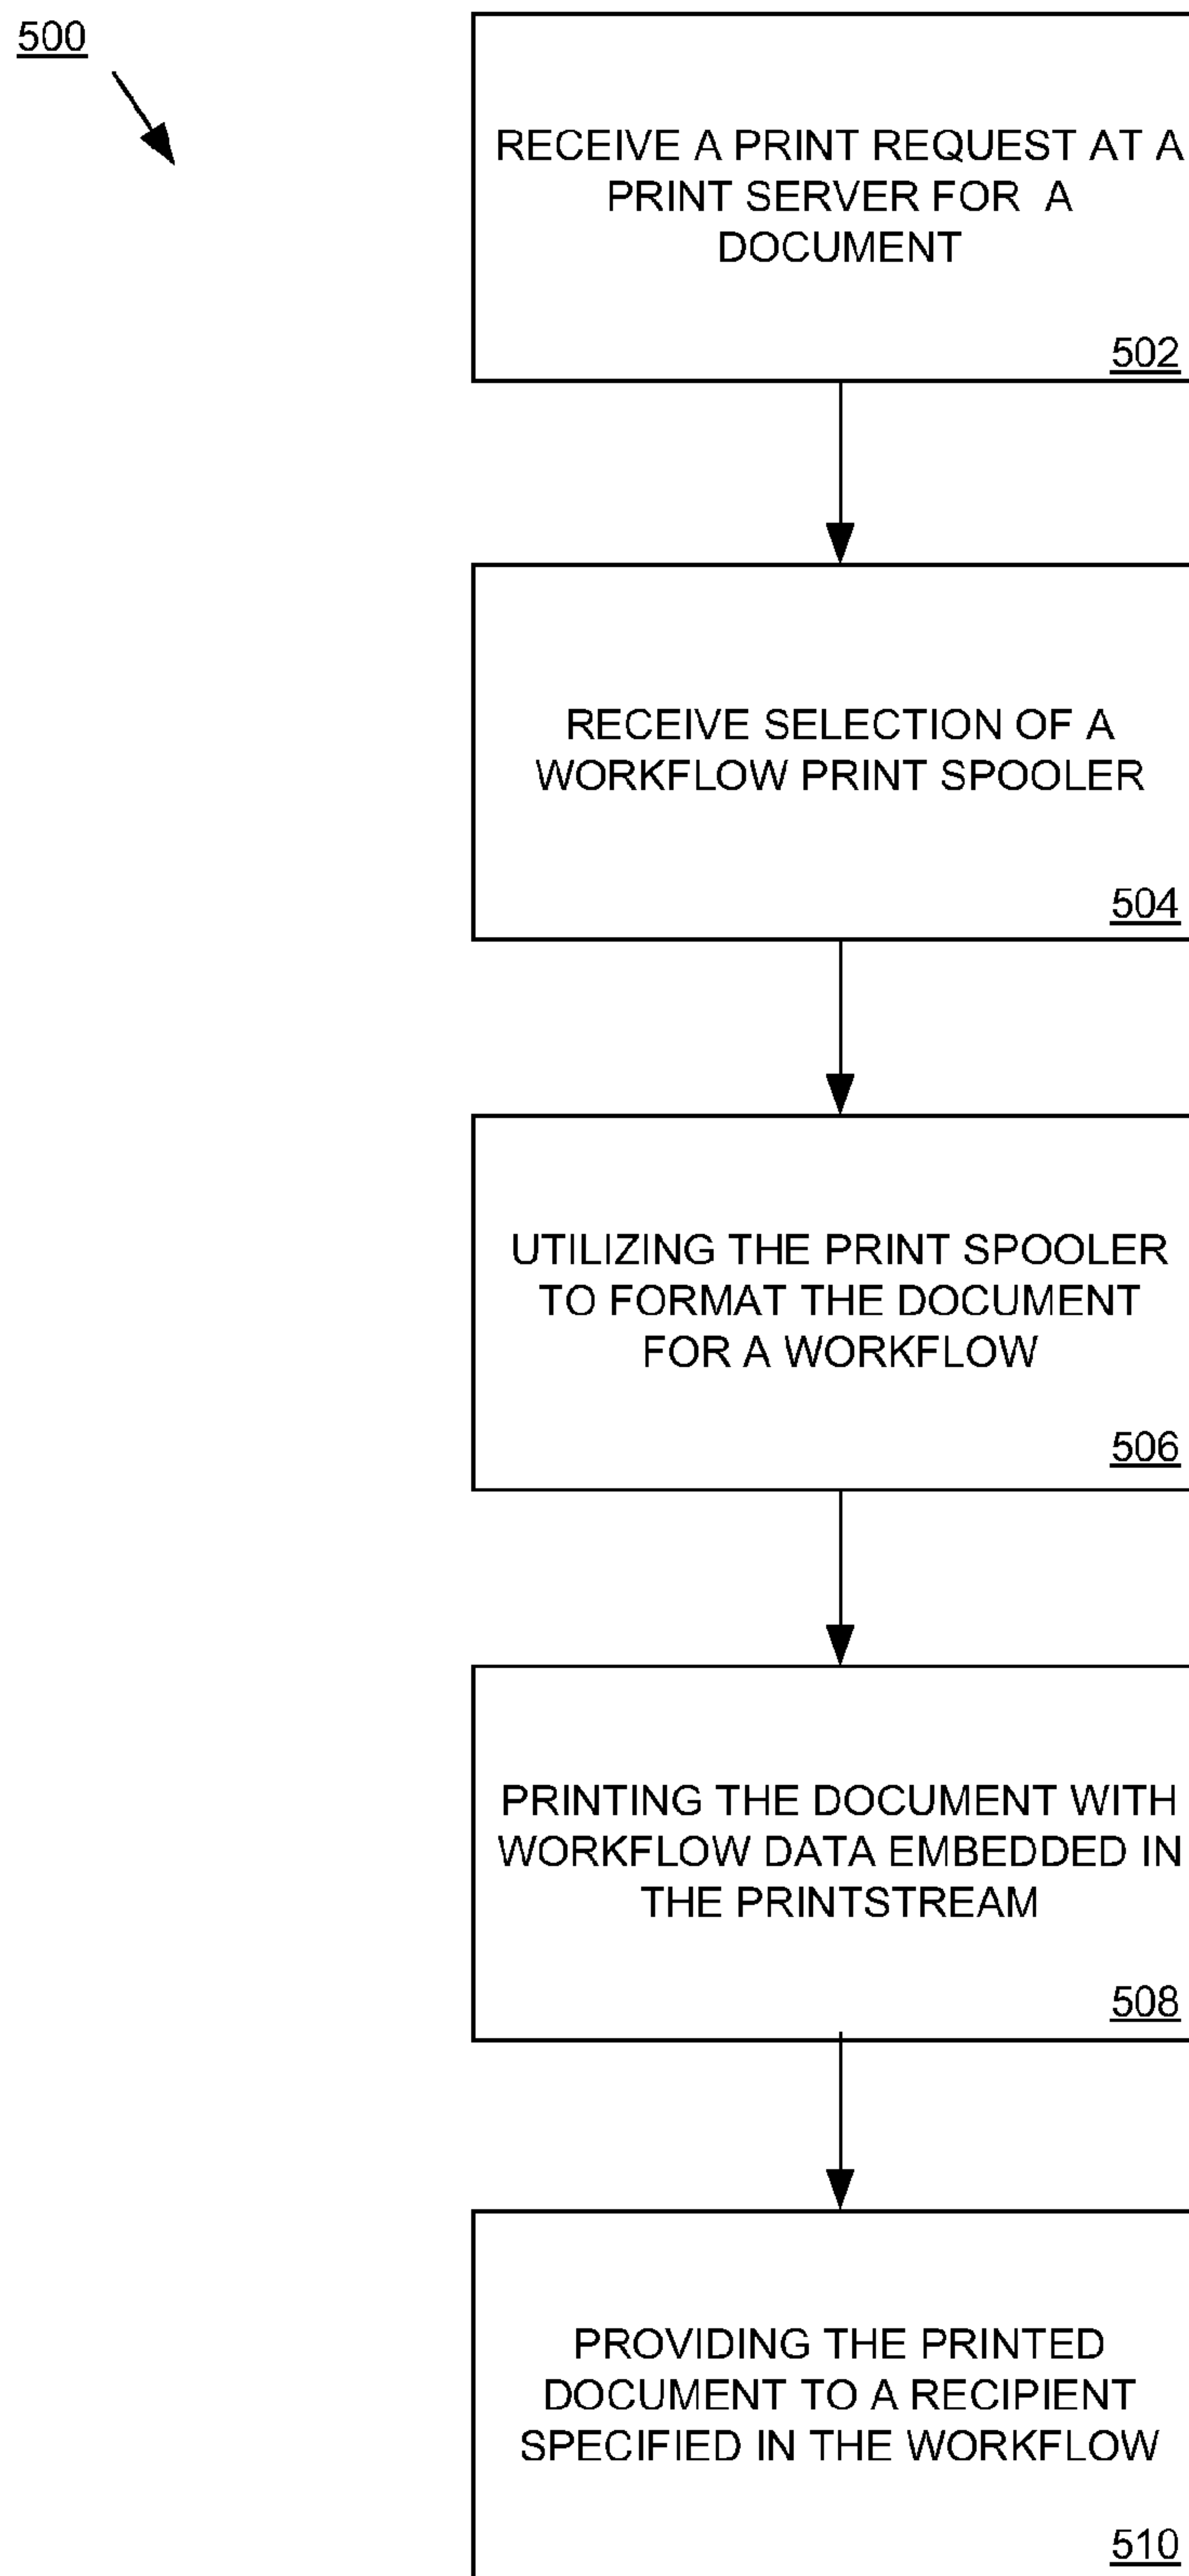 500
RECEIVE A PRINT REQUEST AT A
PRINT SERVER FOR A
DOCUMENT
502
RECEIVE SELECTION OF A
WORKFLOW PRINT SPOOLER
504
UTILIZING THE PRINT SPOOLER
TO FORMAT THE DOCUMENT
FOR A WORKFLOW
506
PRINTING THE DOCUMENT WITH
WORKFLOW DATA EMBEDDED IN
THE PRINTSTREAM
508
PROVIDING THE PRINTED
DOCUMENT TO A RECIPIENT
SPECIFIED IN THE WORKFLOW
510